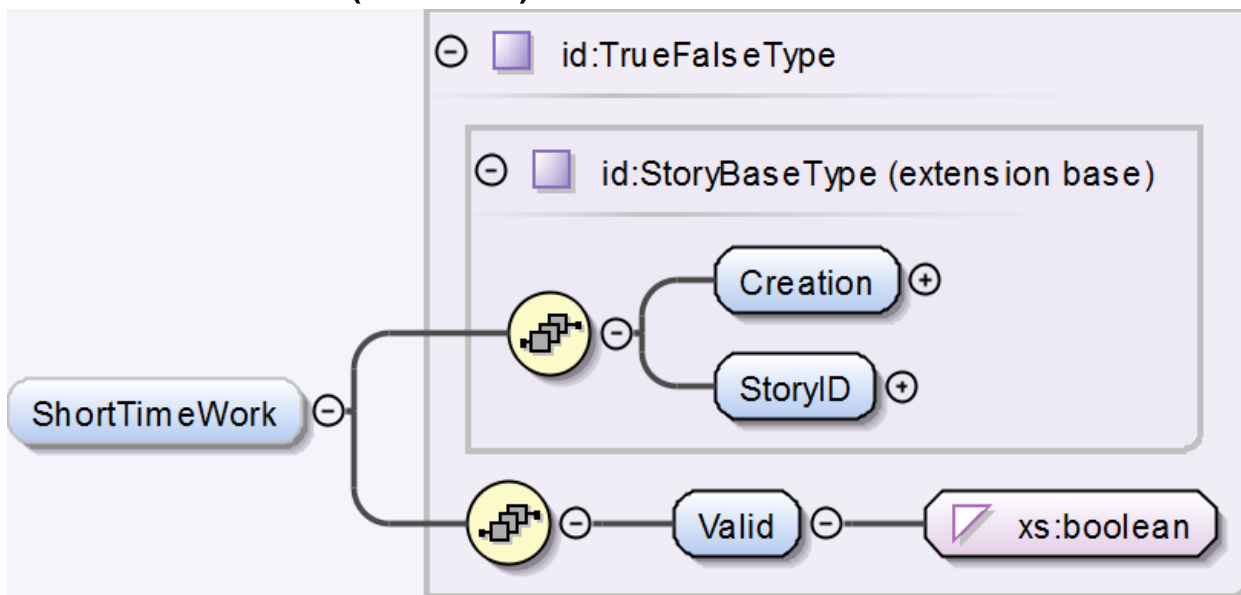 id:TrueFalseType
id:StoryBaseType (extension base)
Creation
StoryID
ShortTimeWork
Valid
xs:boolean